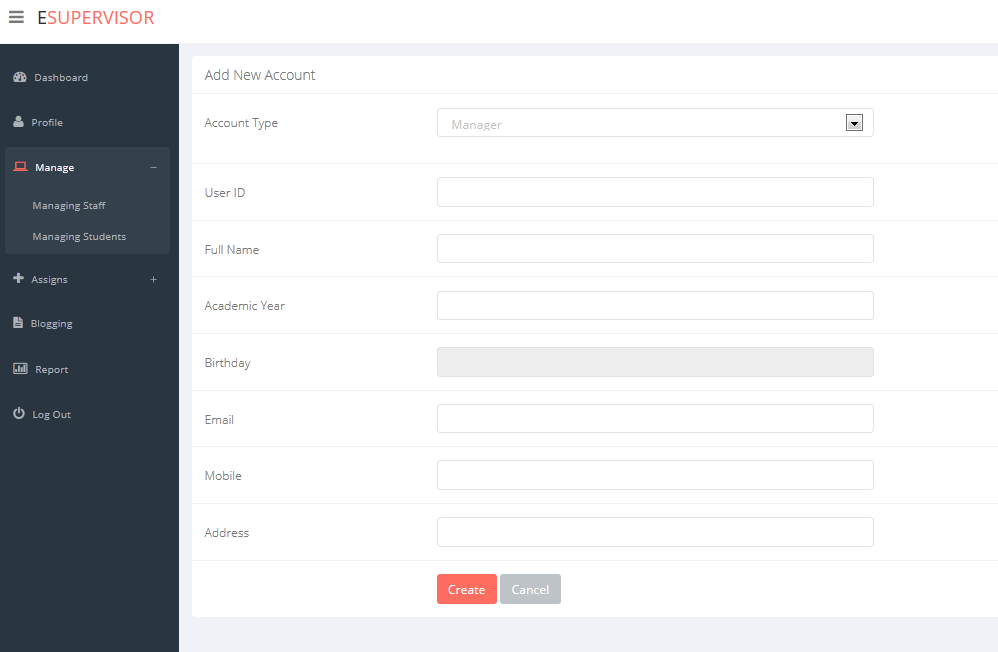 ESUPERVISOR
Dashboard
Profile
Manage
Managing Staff
Managing Students
Assigns
Blogging
Report
Log Out
Add New Account
Account Type
Manager
User ID
Full Name
Academic Year
Birthday
Email
Mobile
Address
Create Cancel